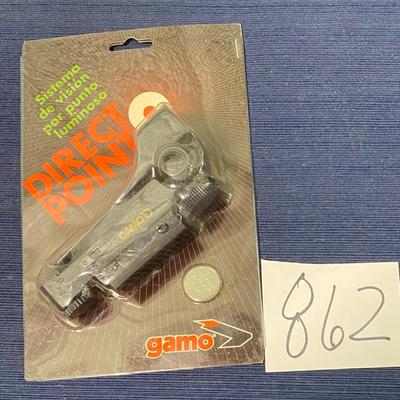 Sistema
de visión
por punto
luminoso
DIRECT
POINT
GAMO
gamo
862